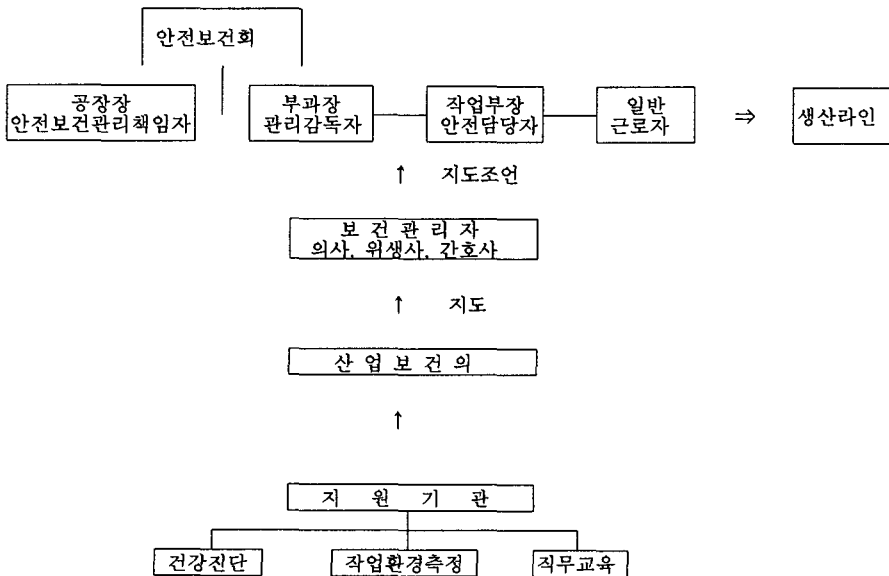 안전보건회
공장장
안전보건관리책임자
부과장
관리감독자
작업부장
안전담당자
일반
근로자
⇒
생산라인
↑ 지도조언
보 건 관 리 자
의사, 위생사, 간호사
↑ 지도
산 업 보 건 의
↑
지 원 기 관
건강진단
작업환경측정
직무교육